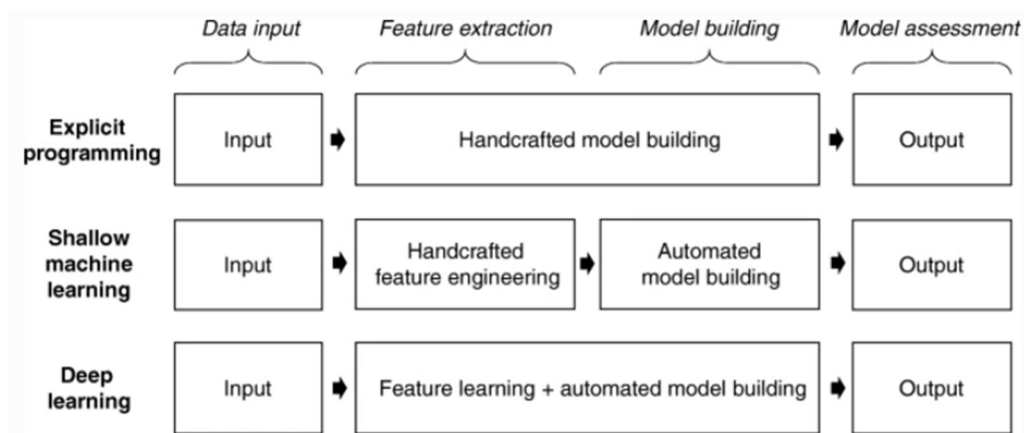 Data input Feature extraction Model building Model assessment
Explicit
programming
Input
Handcrafted model building
Output
Shallow
machine
learning
Input
Handcrafted
feature engineering
Automated
model building
Output
Deep
learning
Input
Feature learning + automated model building
Output